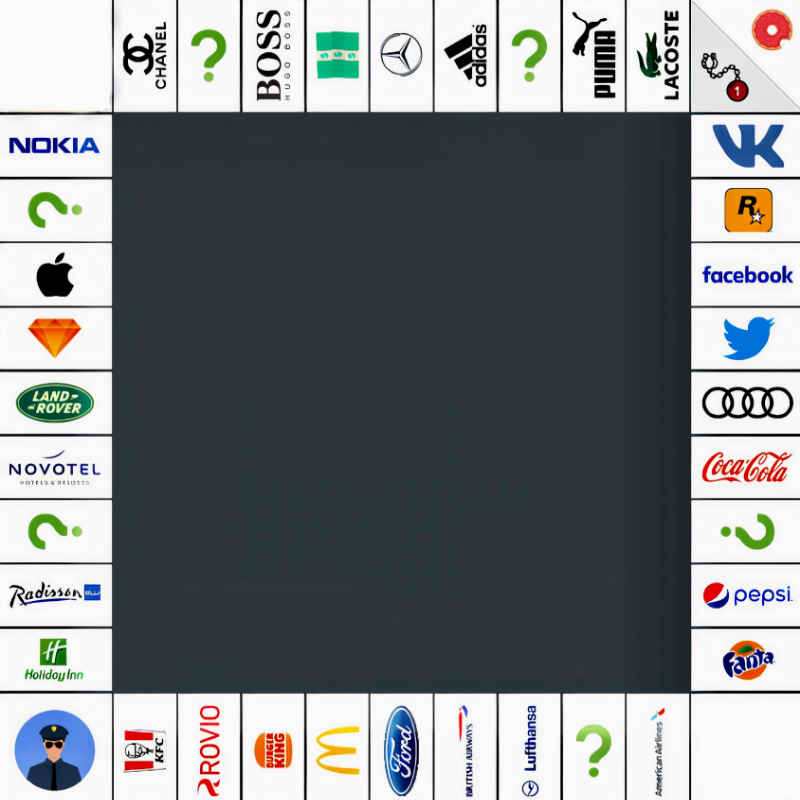 CHANEL
?
BOSS
HUGO BOSS
adidas
?
PUMA
LACOSTE
1
NOKIA
VK
?
R
facebook
LAND-
-ROVER
NOVOTEL
HOTELS & RESORTS
Coca-Cola
?
?
Radisson BLU
pepsi
H
Holiday Inn
Fanta
KFC
ROVIO
BURGER
KING
M
Ford
BRITISH AIRWAYS
Lufthansa
?
American Airlines